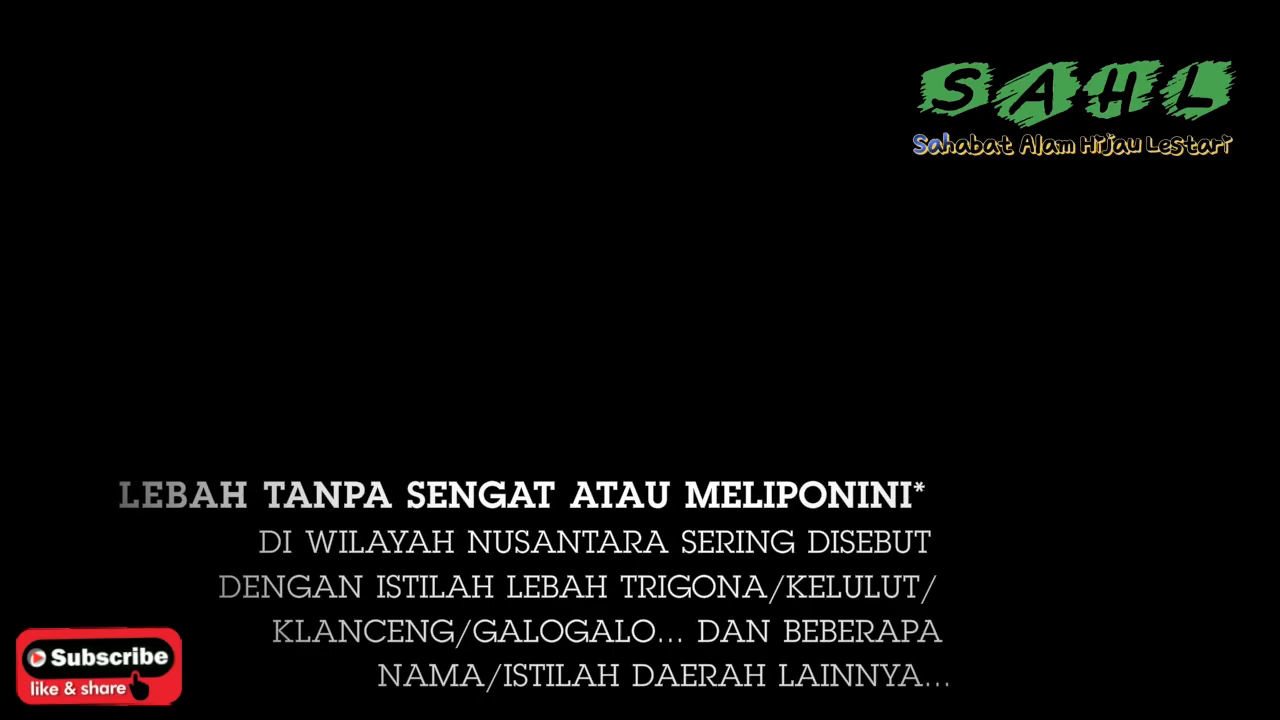 SAHL
Sahabat Alam Hijau Lestari
LEBAH TANPA SENGAT ATAU MELIPONINI*
DI WILAYAH NUSANTARA SERING DISEBUT
DENGAN ISTILAH LEBAH TRIGONA/KELULUT/
KLANCENG/GALOGALO... DAN BEBERAPA
NAMA/ISTILAH DAERAH LAINNYA...
Subscribe
like & share